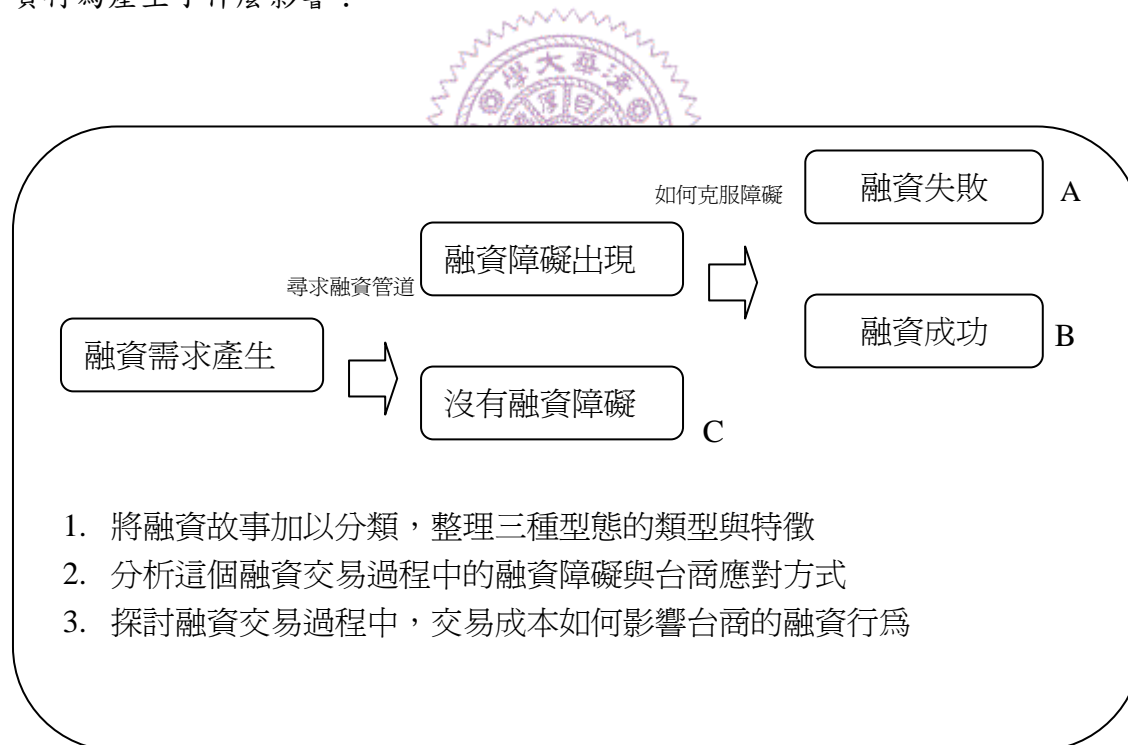 資行為產生了什麼影響？
學大華清
如何克服障礙
融資失敗
A
融資障礙出現
尋求融資管道
融資成功
B
融資需求產生
沒有融資障礙
C
1. 將融資故事加以分類，整理三種型態的類型與特徵
2. 分析這個融資交易過程中的融資障礙與台商應對方式
3. 探討融資交易過程中，交易成本如何影響台商的融資行為